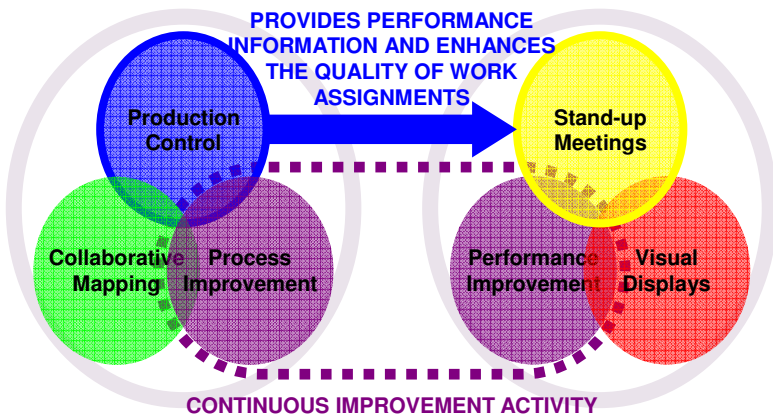 PROVIDES PERFORMANCE
INFORMATION AND ENHANCES
THE QUALITY OF WORK
ASSIGNMENTS
Production
Control
Stand-up
Meetings
Collaborative
Mapping
Process
Improvement
Performance
Improvement
Visual
Displays
CONTINUOUS IMPROVEMENT ACTIVITY